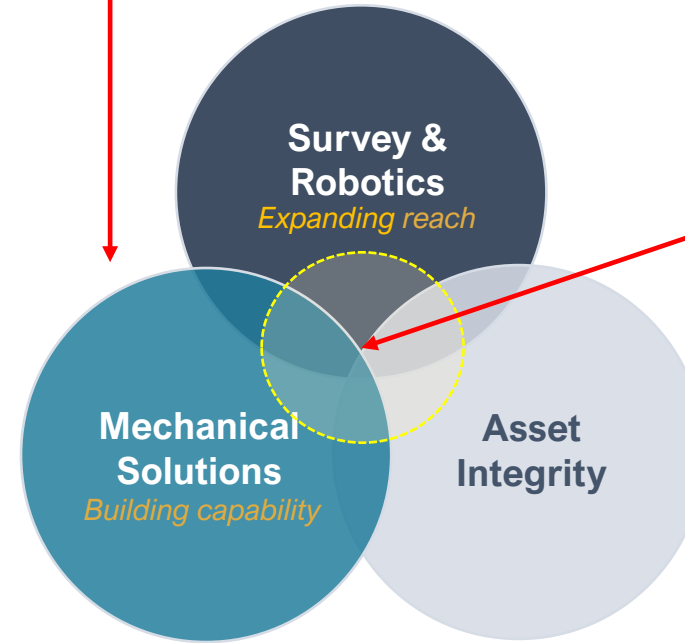 Survey &
Robotics
Expanding reach
Mechanical
Solutions
Building capability
Asset
Integrity